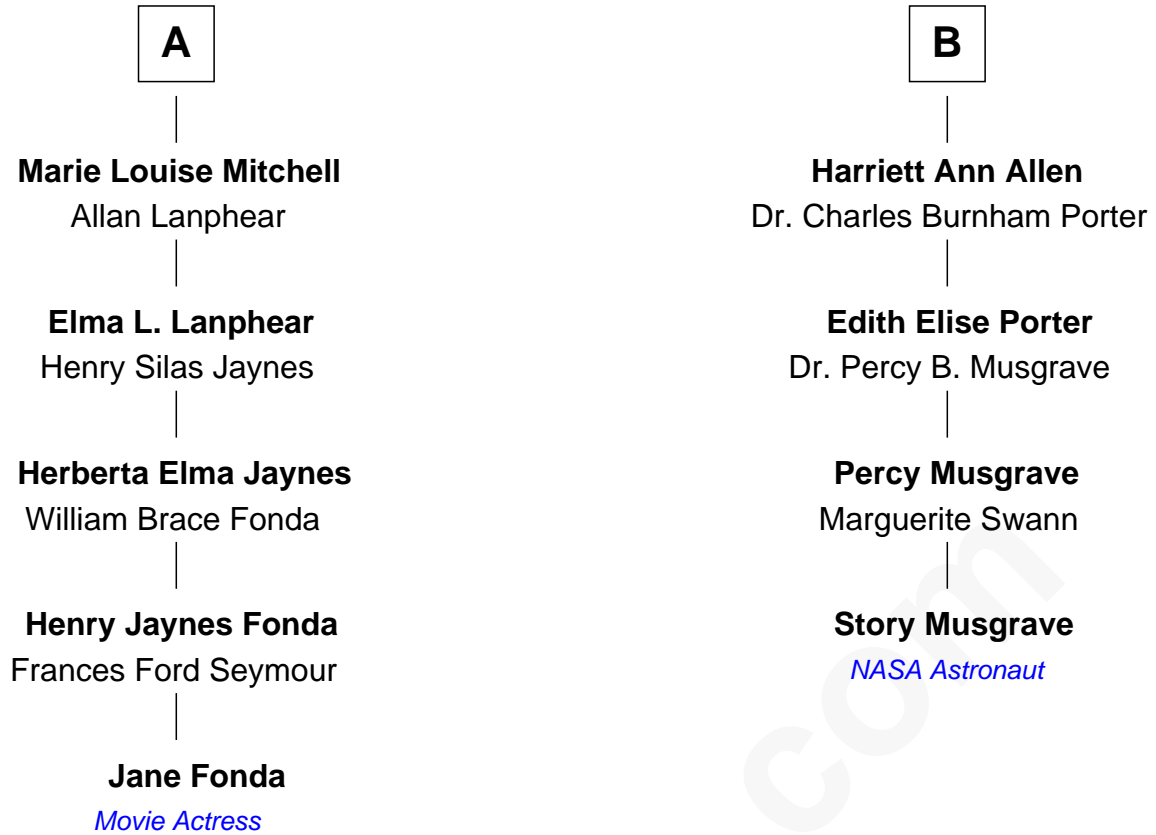 A
Marie Louise Mitchell
Allan Lanphear
Elma L. Lanphear
Henry Silas Jaynes
Herberta Elma Jaynes
William Brace Fonda
Henry Jaynes Fonda
Frances Ford Seymour
Jane Fonda
Movie Actress
B
Harriett Ann Allen
Dr. Charles Burnham Porter
Edith Elise Porter
Dr. Percy B. Musgrave
Percy Musgrave
Marguerite Swann
Story Musgrave
NASA Astronaut
com